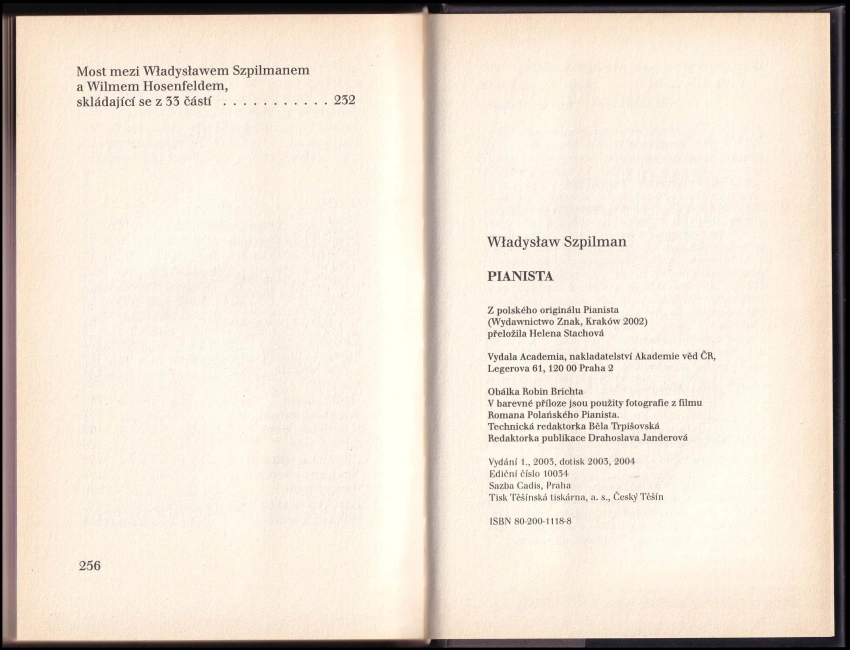 Most mezi Władysławem Szpilmanem
a Wilmem Hosenfeldem,
skládající se z 33 částí . . . . . . . . . . . 232
256
Władysław Szpilman
PIANISTA
Z polského originálu Pianista
(Wydawnictwo Znak, Kraków 2002)
přeložila Helena Stachová
Vydala Academia, nakladatelství Akademie věd ČR,
Legerova 61, 120 00 Praha 2
Obálka Robin Brichta
V barevné příloze jsou použity fotografie z filmu
Romana Polańského Pianista.
Technická redaktorka Běla Trpišovská
Redaktorka publikace Drahoslava Janderová
Vydání 1., 2003, dotisk 2003, 2004
Ediční číslo 10034
Sazba Cadis, Praha
Tisk Těšínská tiskárna, a. s., Český Těšín
ISBN 80-200-1118-8